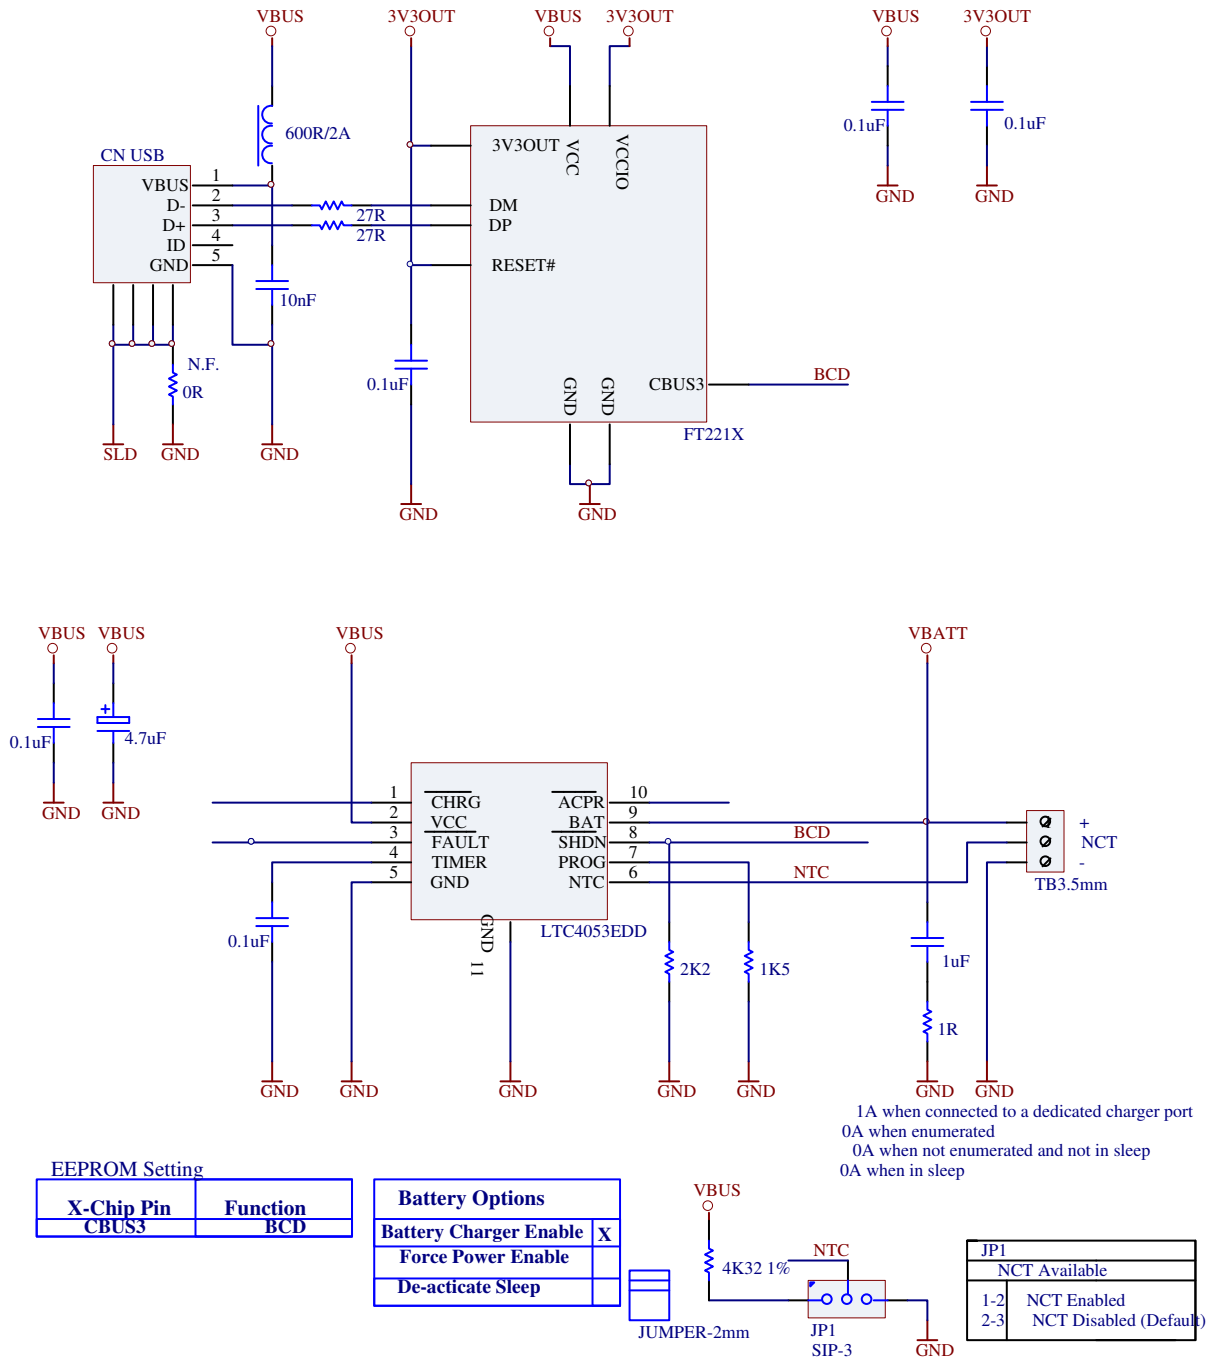 VBUS
3V3OUT
VBUS
3V3OUT
VBUS
3V3OUT
600R/2A
0.1uF
0.1uF
GND
GND
CN USB
VBUS
D-
D+
ID
GND
1
2
3
4
5
27R
27R
10nF
N.F.
0R
SLD
GND
GND
0.1uF
GND
3V3OUT
VCC
VCCIO
DM
DP
RESET#
GND
GND
CBUS3
BCD
FT221X
GND
VBUS
VBUS
VBUS
VBATT
0.1uF
4.7uF
GND
GND
1
2
3
4
5
CHRG
VCC
FAULT
TIMER
GND
ACPR
BAT
SHDN
PROG
NTC
10
9
8
7
6
BCD
NTC
+
NCT
-
TB3.5mm
GND 11
LTC4053EDD
0.1uF
2K2
1K5
1uF
1R
GND
GND
GND
GND
GND
GND
GND
1A when connected to a dedicated charger port
0A when enumerated
0A when not enumerated and not in sleep
0A when in sleep
EEPROM Setting
X-Chip Pin Function
CBUS3 BCD
Battery Options
Battery Charger Enable X
Force Power Enable
De-acticate Sleep
JUMPER-2mm
VBUS
4K32 1%
NTC
JP1
SIP-3
GND
JP1
NCT Available
1-2 NCT Enabled
2-3 NCT Disabled (Default)